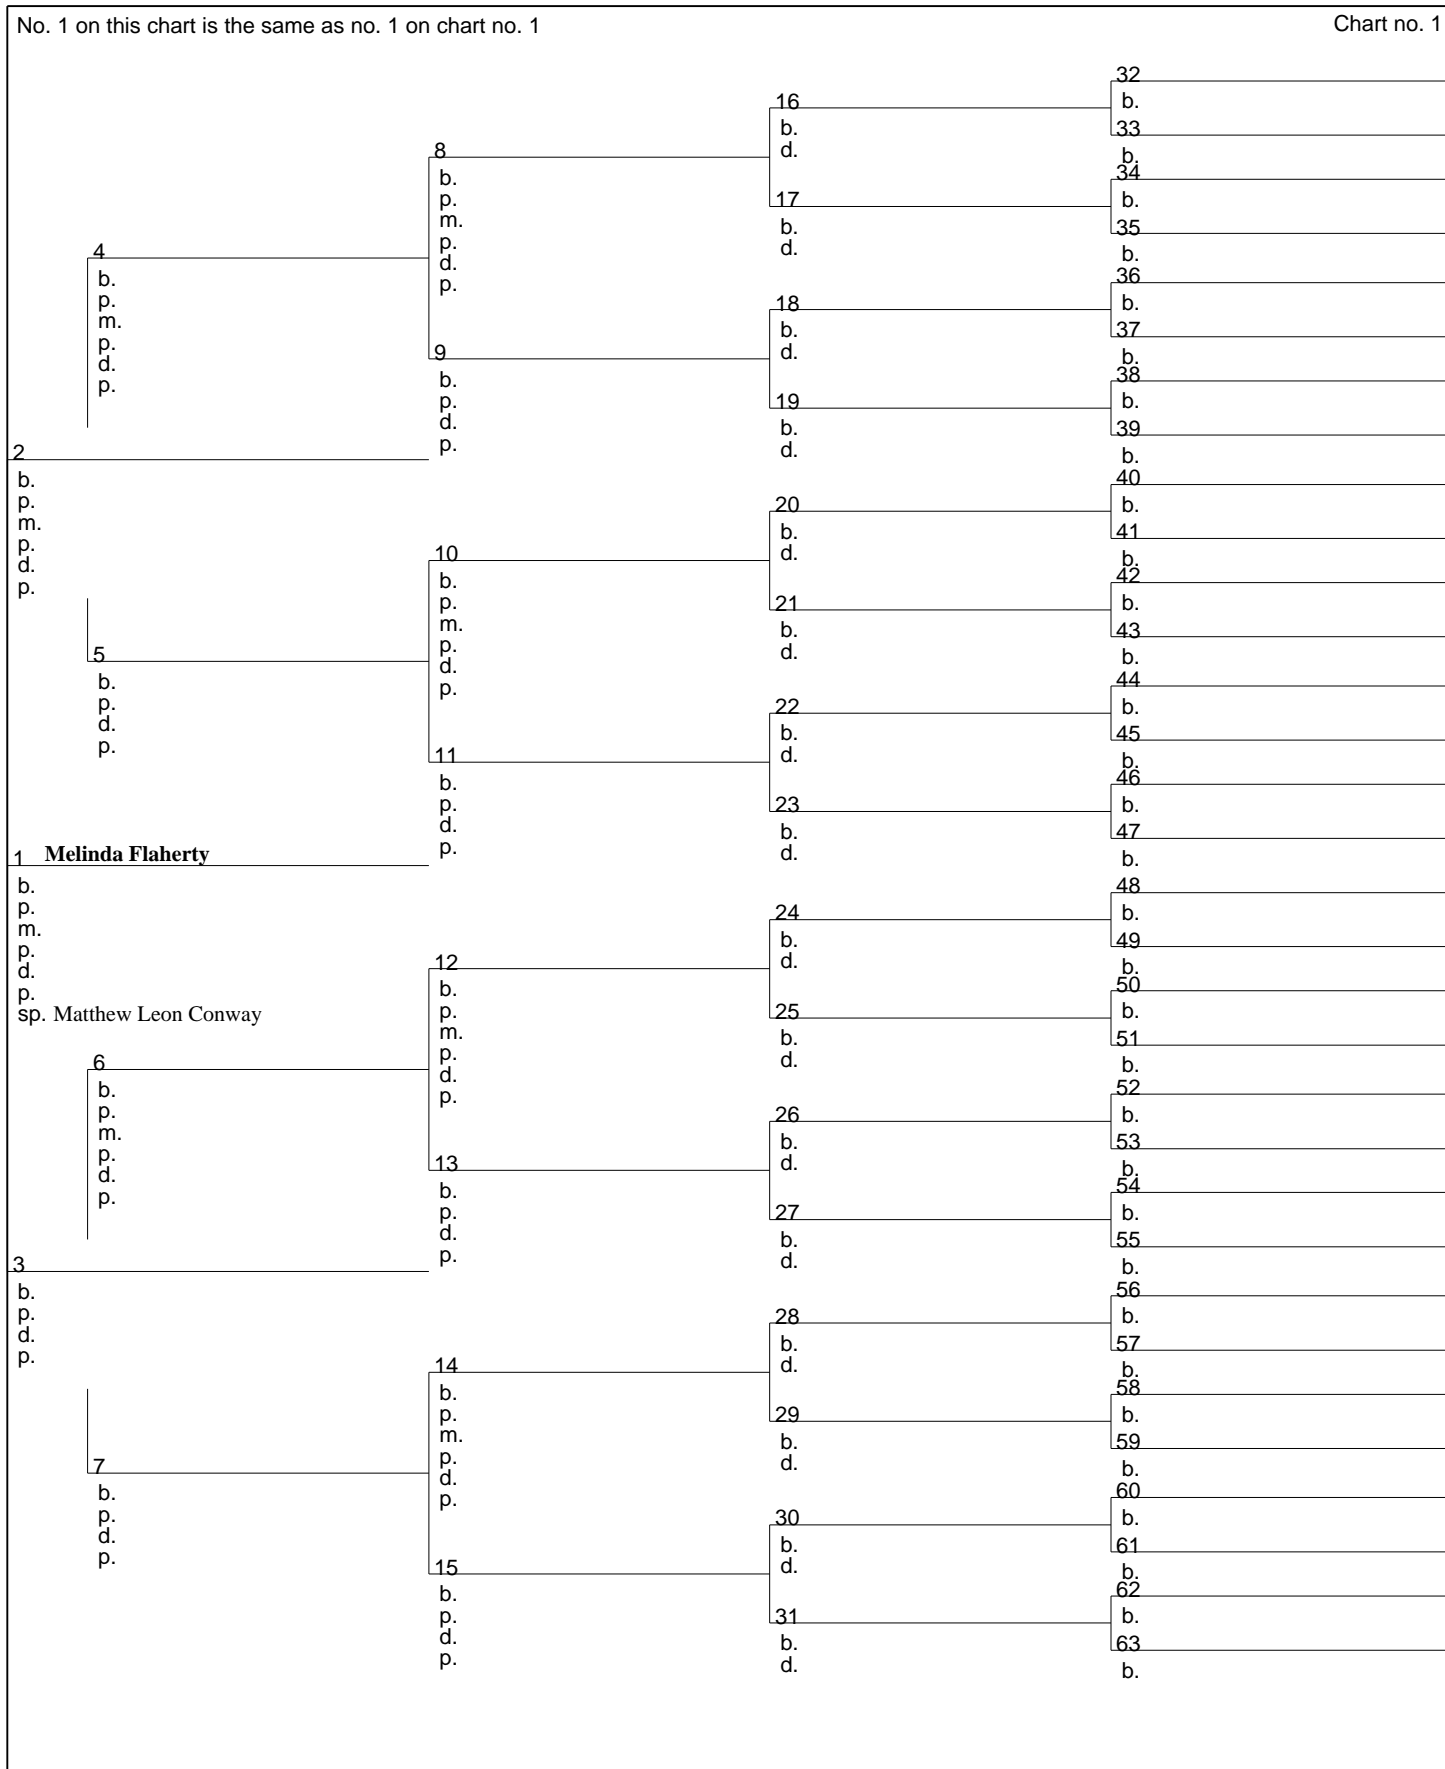 No. 1 on this chart is the same as no. 1 on chart no. 1
Chart no. 1
2
b.
p.
m.
p.
d.
p.
1 Melinda Flaherty
b.
p.
m.
p.
d.
p.
sp. Matthew Leon Conway
3
b.
p.
d.
p.
4
b.
p.
m.
p.
d.
p.
5
b.
p.
d.
p.
6
b.
p.
m.
p.
d.
p.
7
b.
p.
d.
p.
8
b.
p.
m.
p.
d.
p.
9
b.
p.
d.
p.
10
b.
p.
m.
p.
d.
p.
11
b.
p.
d.
p.
12
b.
p.
m.
p.
d.
p.
13
b.
p.
d.
p.
14
b.
p.
m.
p.
d.
p.
15
b.
p.
d.
p.
16
b.
d.
17
b.
d.
18
b.
d.
19
b.
d.
20
b.
d.
21
b.
d.
22
b.
d.
23
b.
d.
24
b.
d.
25
b.
d.
26
b.
d.
27
b.
d.
28
b.
d.
29
b.
d.
30
b.
d.
31
b.
d.
32
b.
33
b.
34
b.
35
b.
36
b.
37
b.
38
b.
39
b.
40
b.
41
b.
42
b.
43
b.
44
b.
45
b.
46
b.
47
b.
48
b.
49
b.
50
b.
51
b.
52
b.
53
b.
54
b.
55
b.
56
b.
57
b.
58
b.
59
b.
60
b.
61
b.
62
b.
63
b.